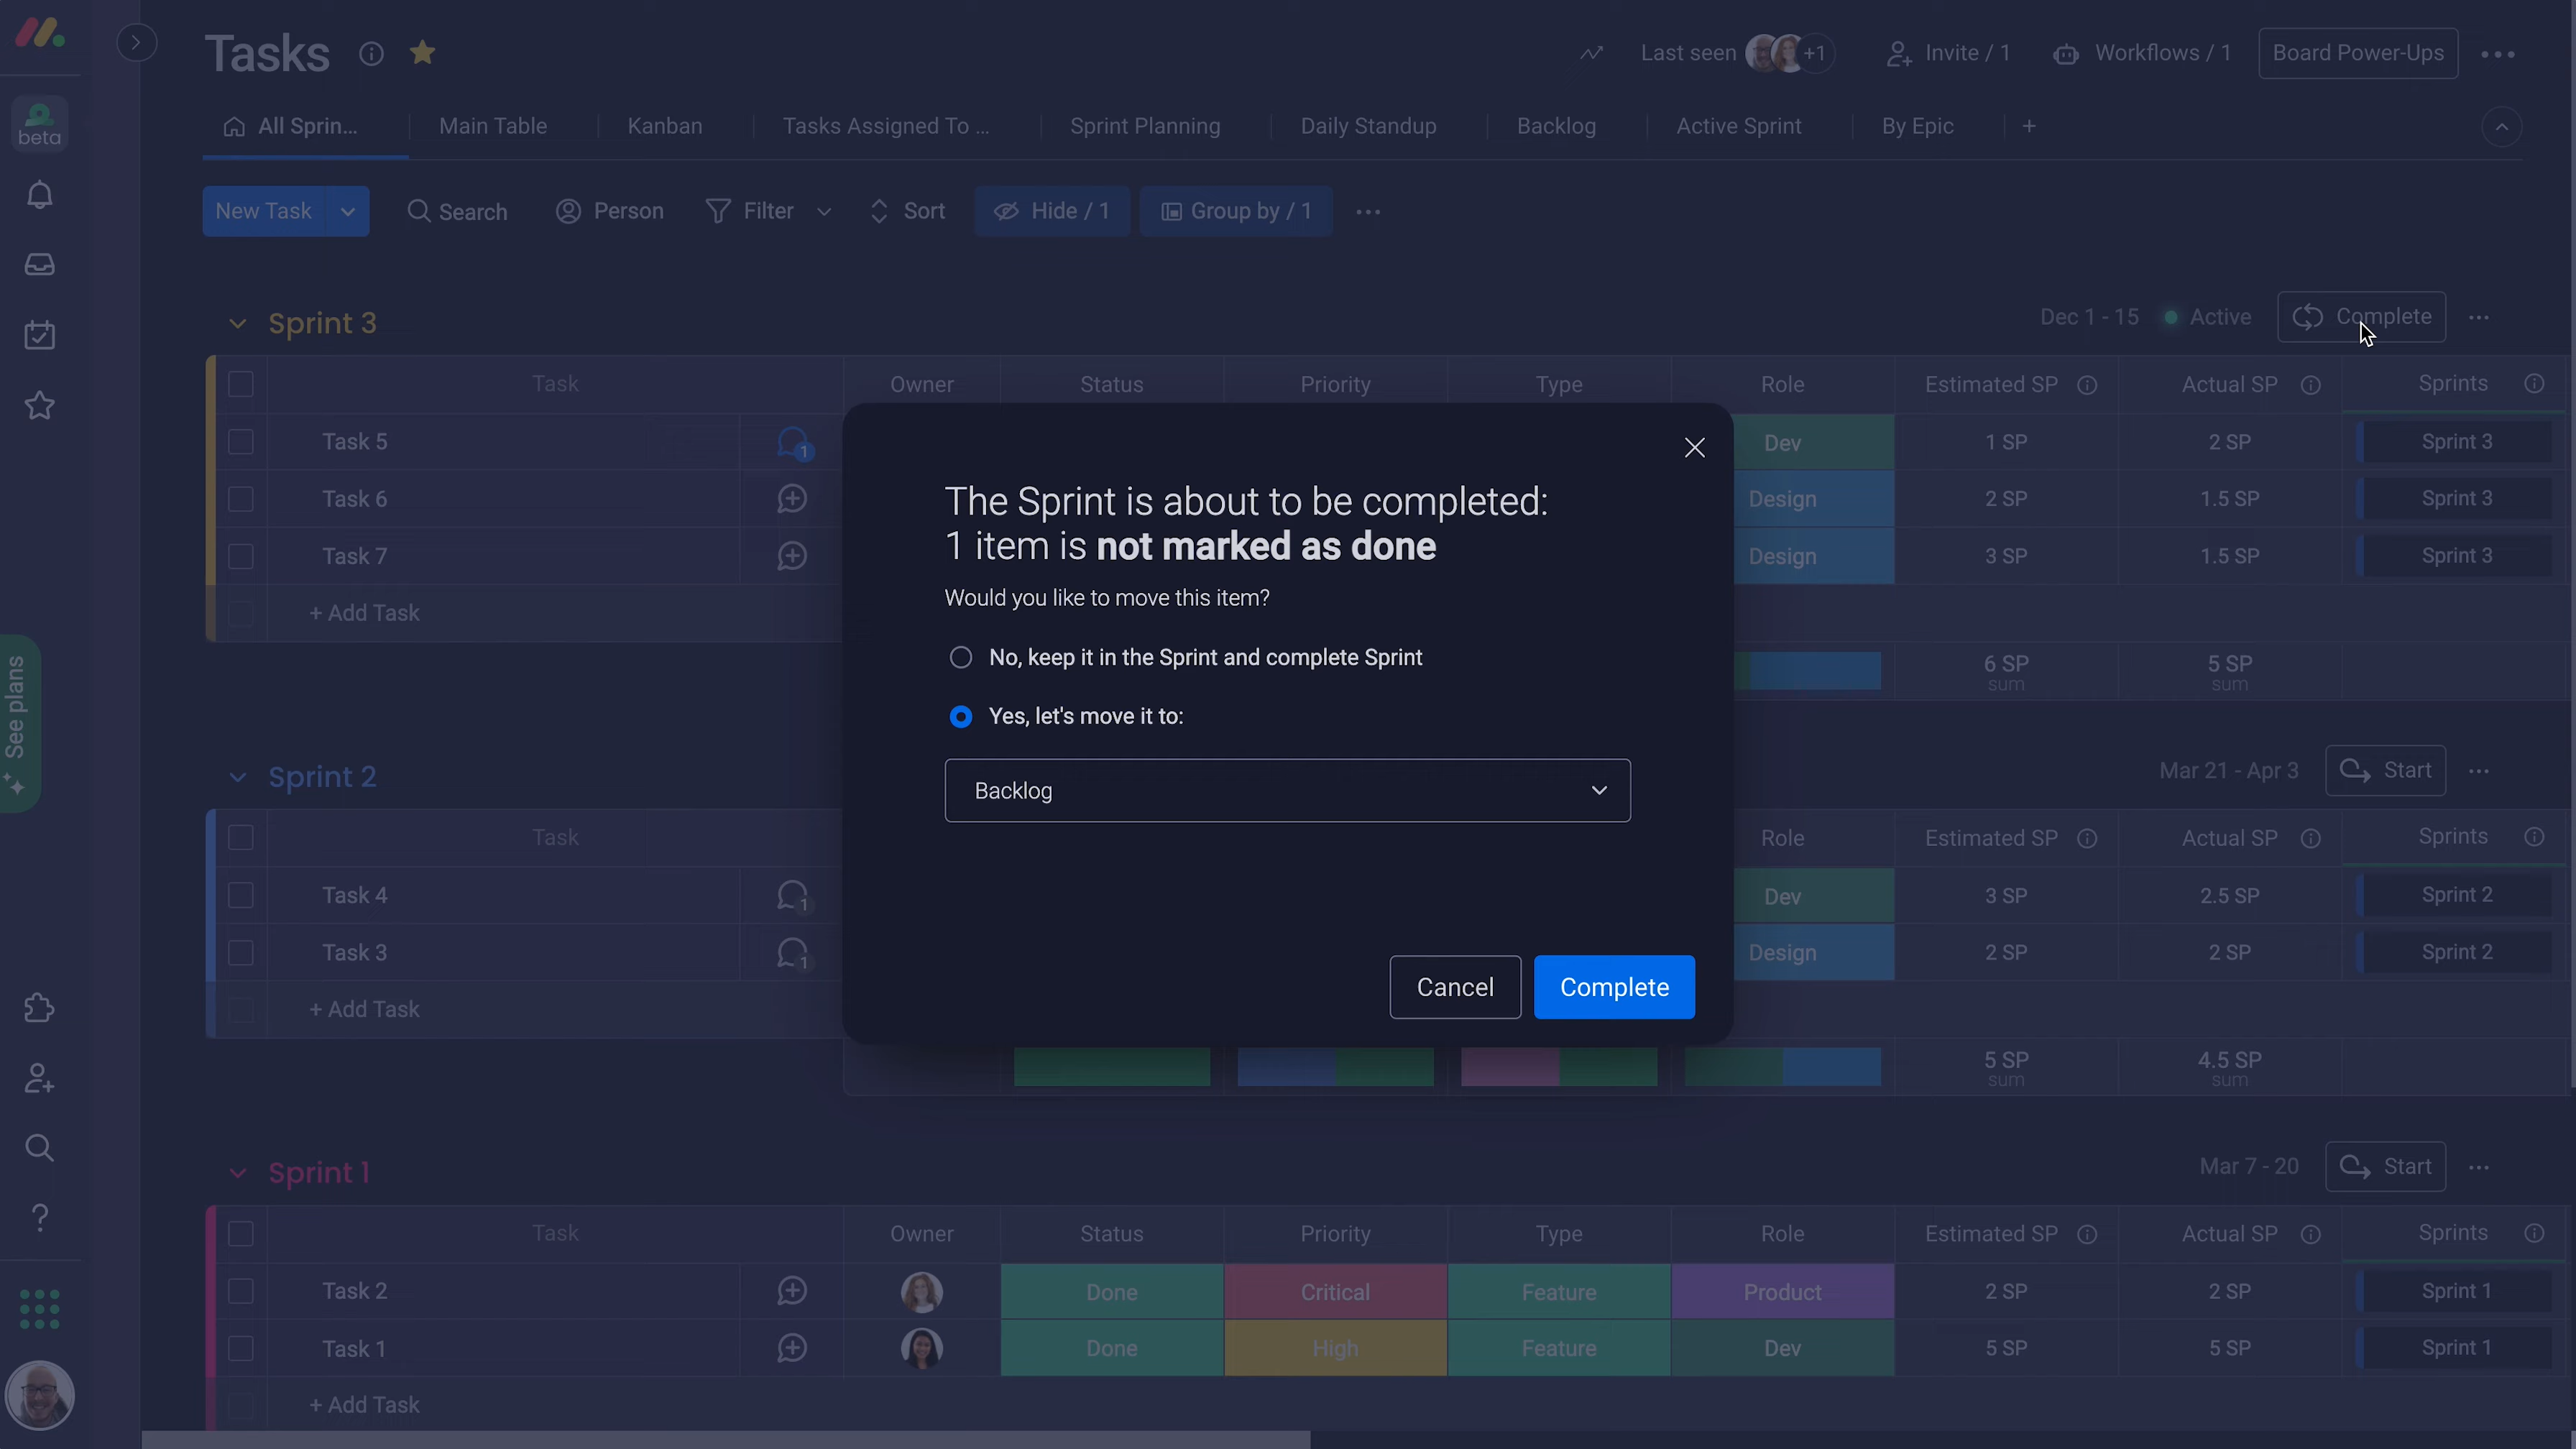 Tasks
Last seen +1 Invite / 1 Workflows / 1 Board Power-Ups
beta
All Sprin... Main Table Kanban Tasks Assigned To ... Sprint Planning Daily Standup Backlog Active Sprint By Epic +
New Task Search Person Filter Sort Hide / 1 Group by / 1
Sprint 3 Dec 1 - 15 Active Complete
Task Owner Status Priority Type Role Estimated SP Actual SP Sprints
Task 5 1 Dev 1 SP 2 SP Sprint 3
Task 6 Design 2 SP 1.5 SP Sprint 3
Task 7 Design 3 SP 1.5 SP Sprint 3
+ Add Task
6 SP 5 SP
sum sum
The Sprint is about to be completed:
1 item is not marked as done
Would you like to move this item?
No, keep it in the Sprint and complete Sprint
Yes, let's move it to:
Backlog
Cancel Complete
See plans
Sprint 2 Mar 21 - Apr 3 Start
Task Role Estimated SP Actual SP Sprints
Task 4 1 Dev 3 SP 2.5 SP Sprint 2
Task 3 1 Design 2 SP 2 SP Sprint 2
+ Add Task
5 SP 4.5 SP
sum sum
Sprint 1 Mar 7 - 20 Start
Task Owner Status Priority Type Role Estimated SP Actual SP Sprints
Task 2 Done Critical Feature Product 2 SP 2 SP Sprint 1
Task 1 Done High Feature Dev 5 SP 5 SP Sprint 1
+ Add Task